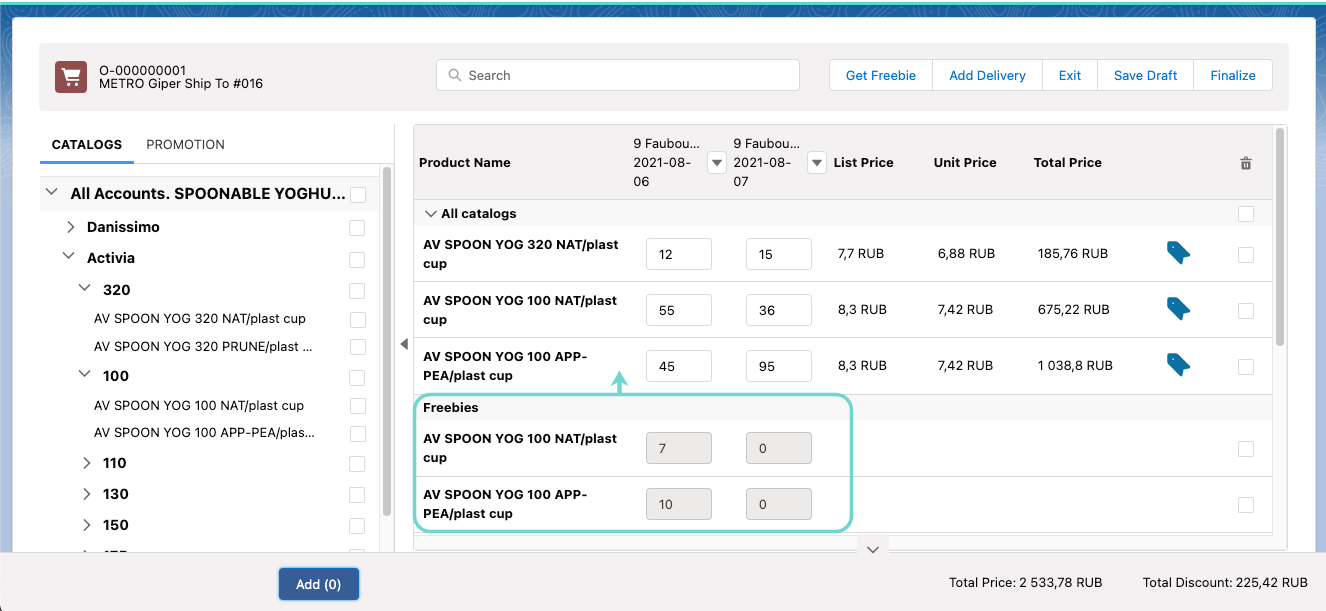 O-000000001
METRO Giper Ship To #016
Search
Get Freebie
Add Delivery
Exit
Save Draft
Finalize
CATALOGS
PROMOTION
All Accounts. SPOONABLE YOGHU...
Danissimo
Activia
320
AV SPOON YOG 320 NAT/plast cup
AV SPOON YOG 320 PRUNE/plast ...
100
AV SPOON YOG 100 NAT/plast cup
AV SPOON YOG 100 APP-PEA/plas...
110
130
150
Product Name
9 Faubou...
2021-08-
06
9 Faubou...
2021-08-
07
List Price
Unit Price
Total Price
All catalogs
AV SPOON YOG 320 NAT/plast
cup
12
15
7,7 RUB
6,88 RUB
185,76 RUB
AV SPOON YOG 100 NAT/plast
cup
55
36
8,3 RUB
7,42 RUB
675,22 RUB
AV SPOON YOG 100 APP-
PEA/plast cup
45
95
8,3 RUB
7,42 RUB
1 038,8 RUB
Freebies
AV SPOON YOG 100 NAT/plast
cup
7
0
AV SPOON YOG 100 APP-
PEA/plast cup
10
0
Add (0)
Total Price: 2 533,78 RUB
Total Discount: 225,42 RUB